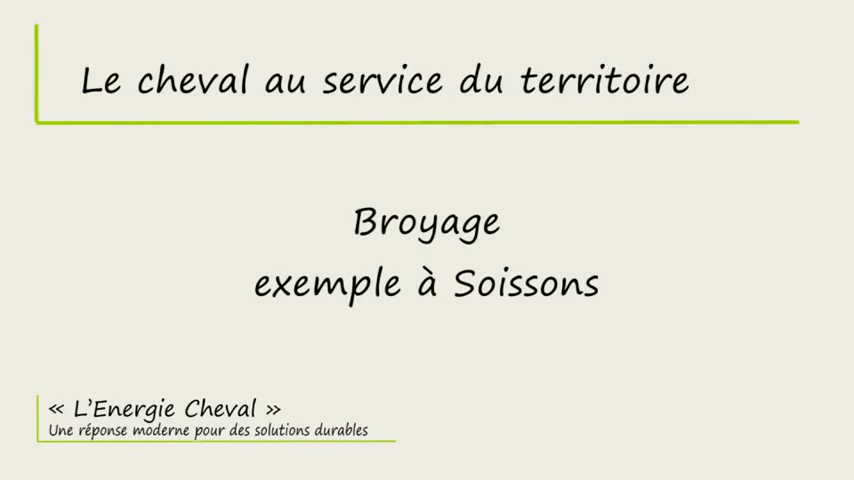 Le cheval au service du territoire
Broyage
exemple à Soissons
« L'Energie Cheval »
Une réponse moderne pour des solutions durables